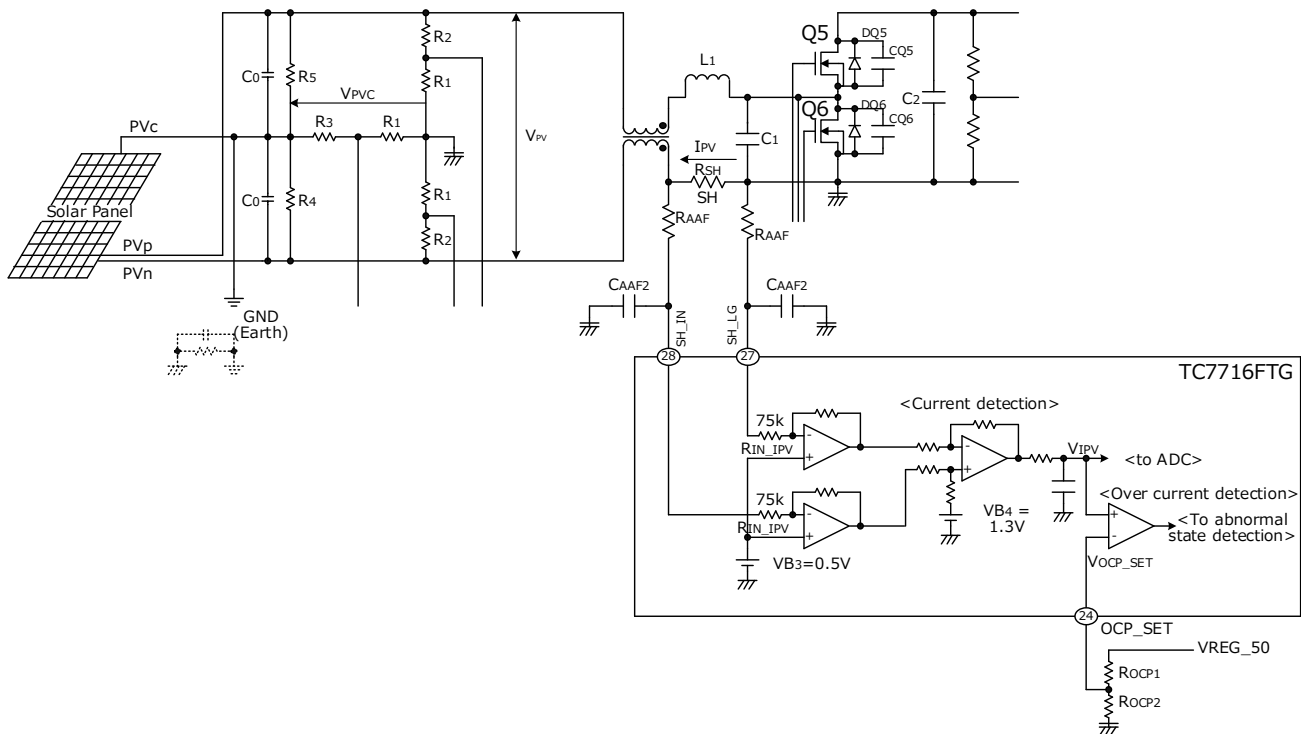 R2
Q5
DQ5
CQ5
L1
C0
R5
R1
VPVC
VPV
Q6
DQ6
CQ6
C2
PVc
R3
R1
C1
IPV
RSH
SH
Solar Panel
C0
R4
R1
R2
RAAF
RAAF
PVp
PVn
CAAF2
CAAF2
GND
(Earth)
SH_IN
SH_LG
28
27
TC7716FTG
<Current detection>
75k
RIN_IPV
-
+
-
+
VIPV
<to ADC>
75k
RIN_IPV
-
+
VB4 =
1.3V
<Over current detection>
+
-
<To abnormal
state detection>
VB3=0.5V
VOCP_SET
24
OCP_SET
VREG_50
ROCP1
ROCP2